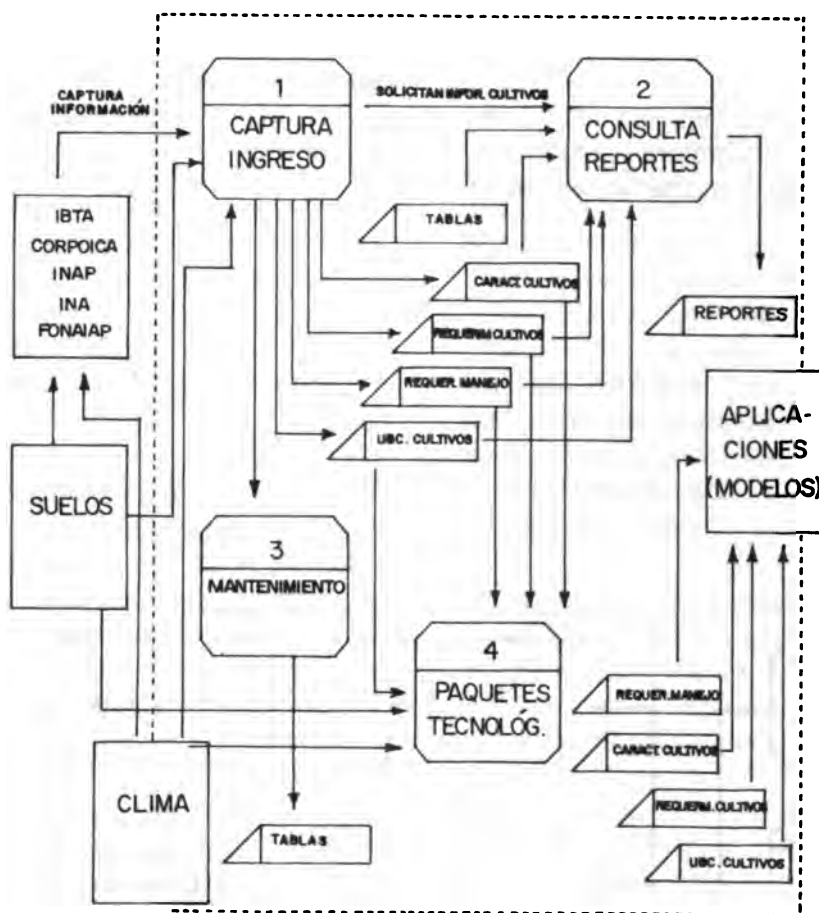 CAPTURA
INFORMACIÓN
1
CAPTURA
INGRESO
SOLICITAN INFOR. CULTIVOS
2
CONSULTA
REPORTES
IBTA
CORPOICA
INAP
INA
FONAIAP
TABLAS
CARACT. CULTIVOS
REQUERIM. CULTIVOS
REQUER. MANEJO
UBC. CULTIVOS
REPORTES
APLICA-
CIONES
(MODELOS)
SUELOS
3
MANTENIMIENTO
4
PAQUETES
TECNOLÓG.
REQUER. MANEJO
CARACT. CULTIVOS
REQUERIM. CULTIVOS
UBC. CULTIVOS
CLIMA
TABLAS